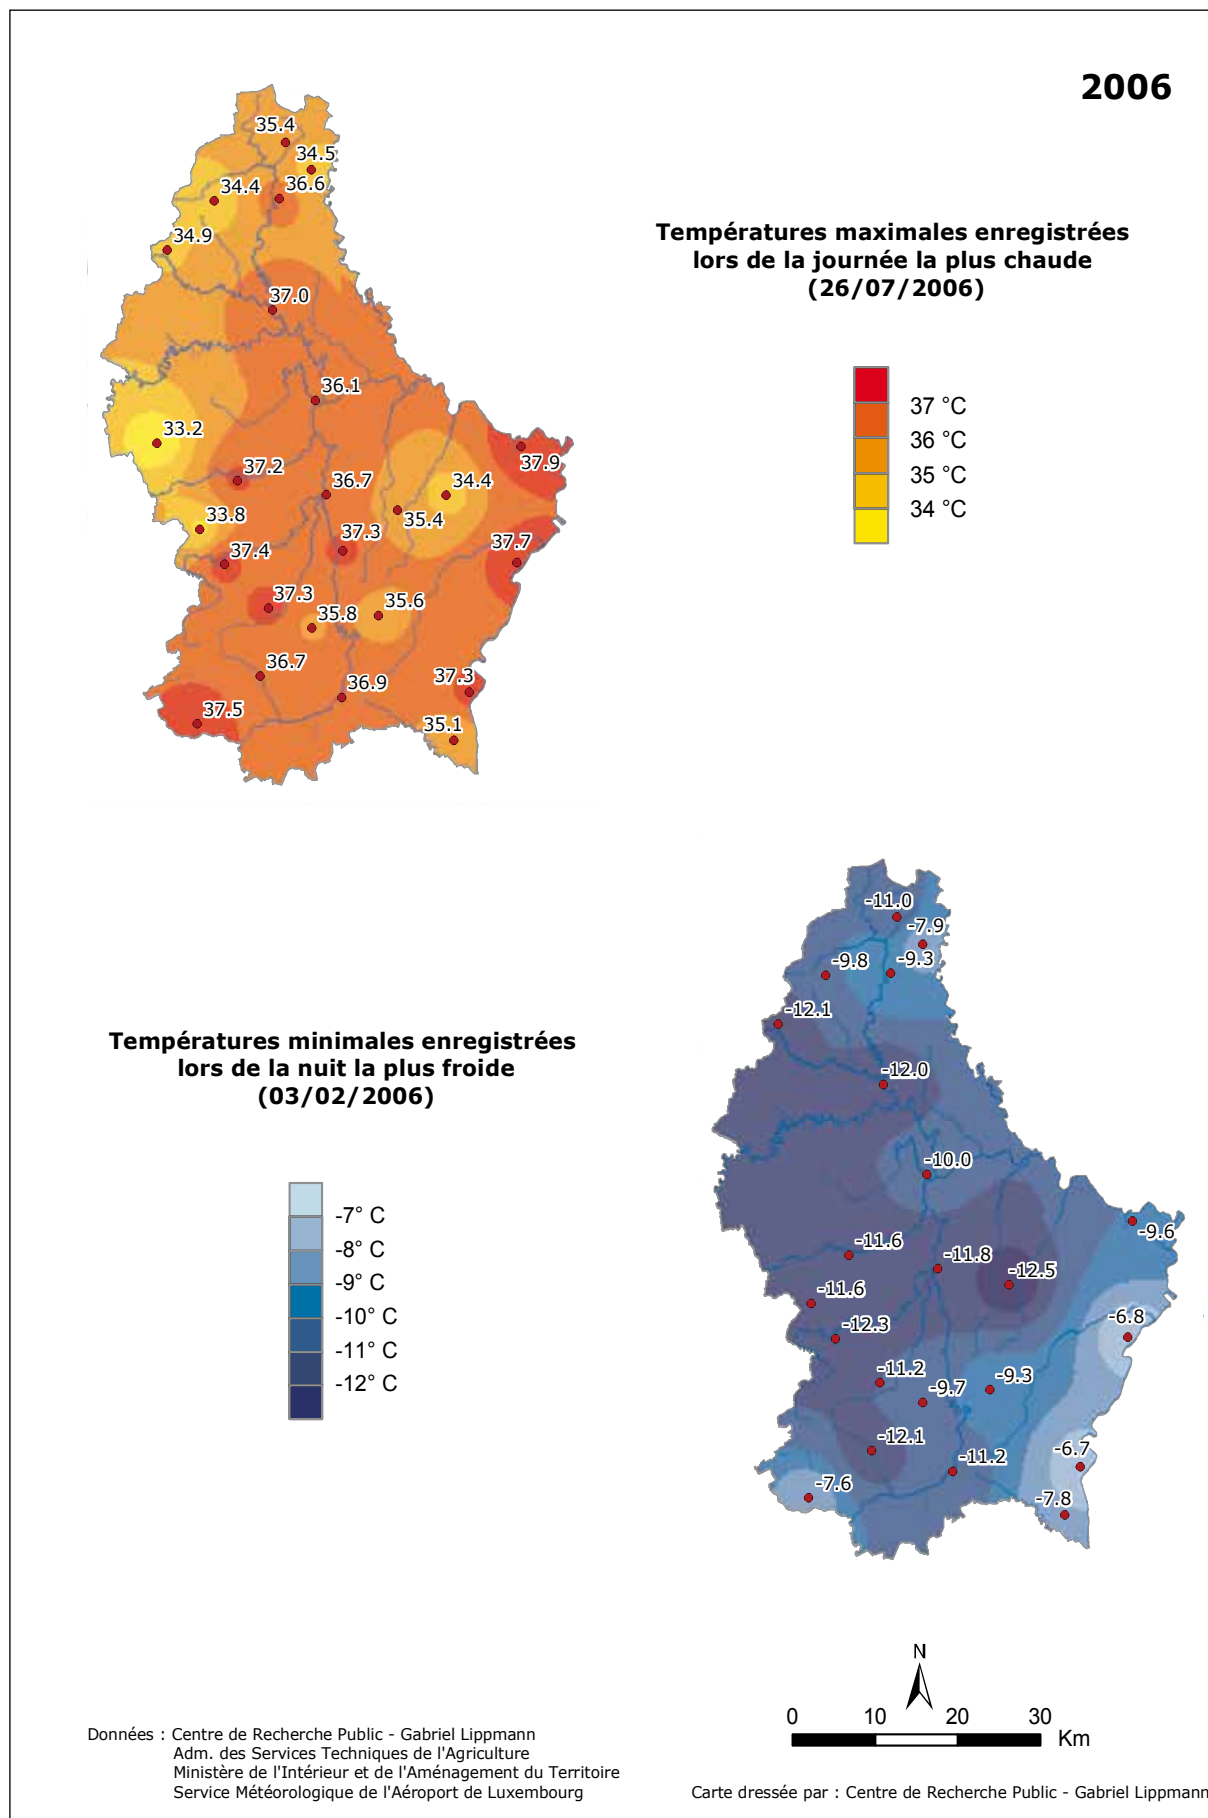 2006
35.4
34.5
34.4
36.6
34.9
37.0
36.1
33.2
37.9
37.2
36.7
34.4
35.4
33.8
37.3
37.4
37.7
37.3
35.6
35.8
36.7
36.9
37.3
37.5
35.1
Températures maximales enregistrées
lors de la journée la plus chaude
(26/07/2006)
37 °C
36 °C
35 °C
34 °C
-11.0
-7.9
-9.8
-9.3
-12.1
-12.0
-10.0
-9.6
-11.6
-11.8
-12.5
-11.6
-6.8
-12.3
-11.2
-9.7
-9.3
-12.1
-11.2
-6.7
-7.6
-7.8
Températures minimales enregistrées
lors de la nuit la plus froide
(03/02/2006)
-7° C
-8° C
-9° C
-10° C
-11° C
-12° C
N
0 10 20 30
Km
Données : Centre de Recherche Public - Gabriel Lippmann
Adm. des Services Techniques de l'Agriculture
Ministère de l'Intérieur et de l'Aménagement du Territoire
Service Météorologique de l'Aéroport de Luxembourg
Carte dressée par : Centre de Recherche Public - Gabriel Lippmann